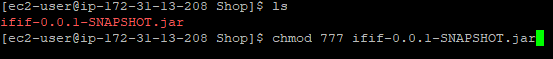 [ec2-user@ip-172-31-13-208 Shop]$ ls
ifif-0.0.1-SNAPSHOT.jar
[ec2-user@ip-172-31-13-208 Shop]$ chmod 777 ifif-0.0.1-SNAPSHOT.jar